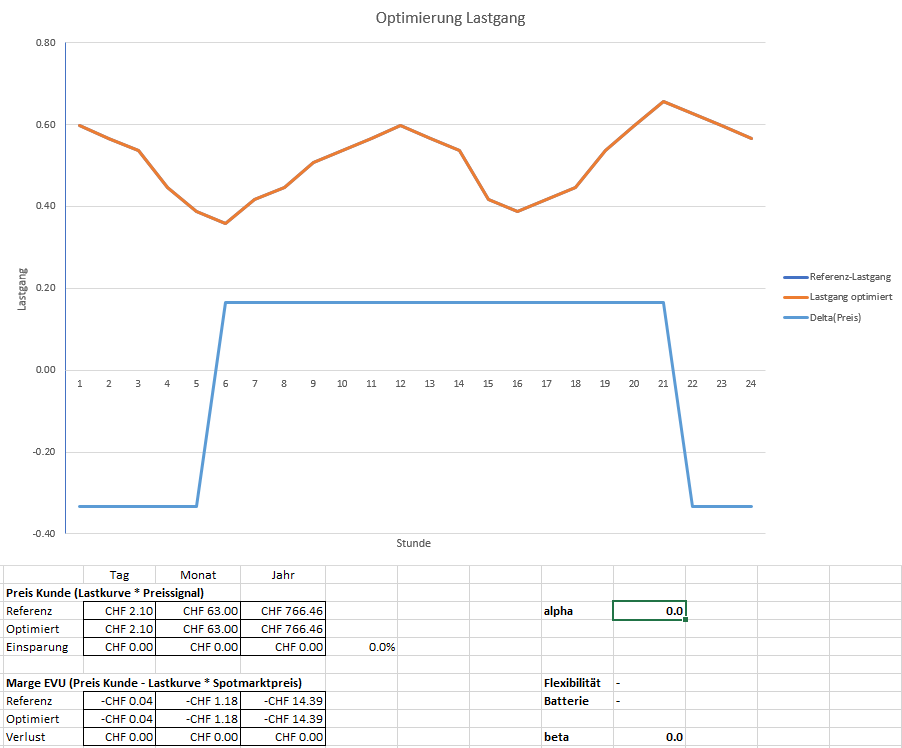 Optimierung Lastgang
0.80
0.60
0.40
0.20
0.00
-0.20
-0.40
Lastgang
1 2 3 4 5 6 7 8 9 10 11 12 13 14 15 16 17 18 19 20 21 22 23 24
Stunde
Referenz-Lastgang
Lastgang optimiert
Delta(Preis)
Tag Monat Jahr
Preis Kunde (Lastkurve * Preissignal)
Referenz CHF 2.10 CHF 63.00 CHF 766.46 alpha 0.0
Optimiert CHF 2.10 CHF 63.00 CHF 766.46
Einsparung CHF 0.00 CHF 0.00 CHF 0.00 0.0%
Marge EVU (Preis Kunde - Lastkurve * Spotmarktpreis) Flexibilität -
Referenz -CHF 0.04 -CHF 1.18 -CHF 14.39 Batterie -
Optimiert -CHF 0.04 -CHF 1.18 -CHF 14.39
Verlust CHF 0.00 CHF 0.00 CHF 0.00 beta 0.0